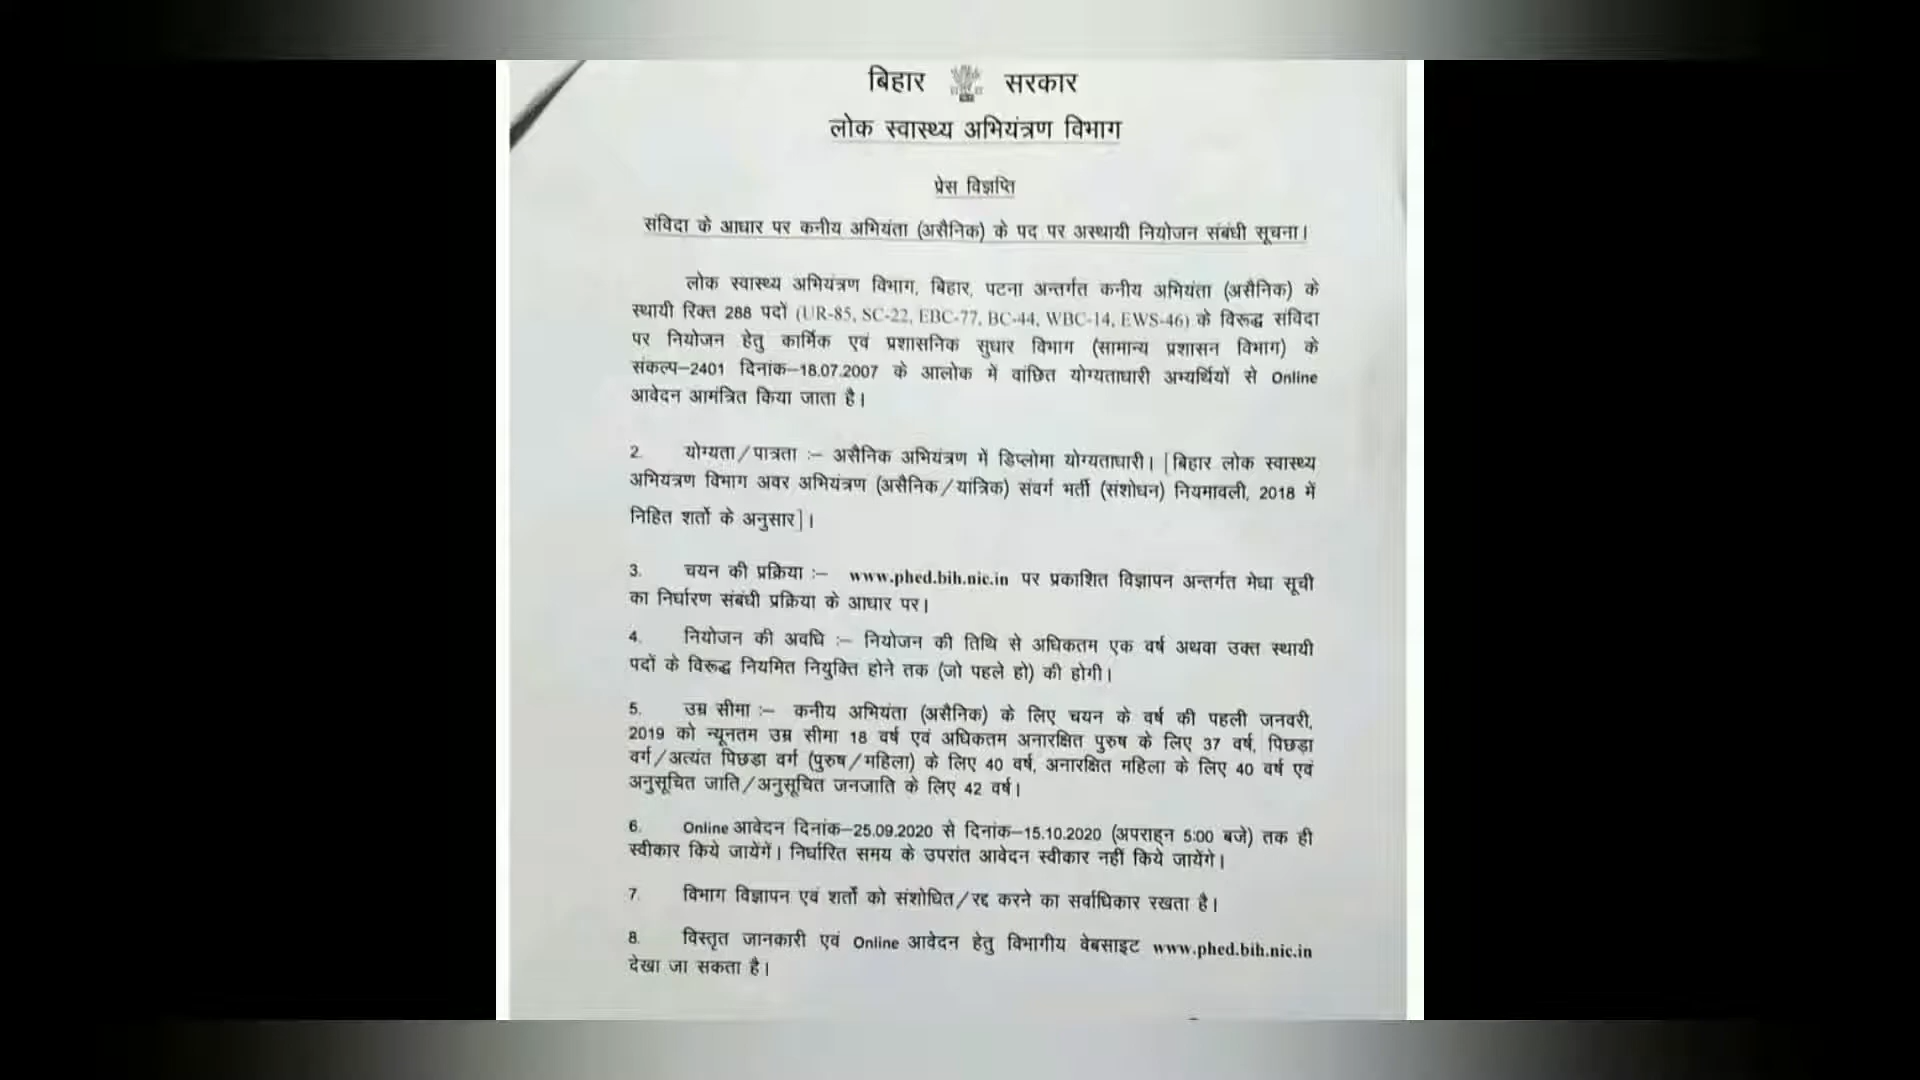 बिहार सरकार
लोक स्वास्थ्य अभियंत्रण विभाग
प्रेस विज्ञप्ति
संविदा के आधार पर कनीय अभियंता (असैनिक) के पद पर अस्थायी नियोजन संबंधी सूचना।
लोक स्वास्थ्य अभियंत्रण विभाग, बिहार, पटना अन्तर्गत कनीय अभियंता (असैनिक) के
स्थायी रिक्त 288 पदों (UR-85, SC-22, EBC-77, BC-44, WBC-14, EWS-46) के विरूद्ध संविदा
पर नियोजन हेतु कार्मिक एवं प्रशासनिक सुधार विभाग (सामान्य प्रशासन विभाग) के
संकल्प–2401 दिनांक–18.07.2007 के आलोक में वांछित योग्यताधारी अभ्यर्थियों से Online
आवेदन आमंत्रित किया जाता है।
2. योग्यता/पात्रता :– असैनिक अभियंत्रण में डिप्लोमा योग्यताधारी। [बिहार लोक स्वास्थ्य
अभियंत्रण विभाग अवर अभियंत्रण (असैनिक/यांत्रिक) संवर्ग भर्ती (संशोधन) नियमावली, 2018 में
निहित शर्तो के अनुसार]।
3. चयन की प्रक्रिया :– www.phed.bih.nic.in पर प्रकाशित विज्ञापन अन्तर्गत मेधा सूची
का निर्धारण संबंधी प्रक्रिया के आधार पर।
4. नियोजन की अवधि :– नियोजन की तिथि से अधिकतम एक वर्ष अथवा उक्त स्थायी
पदों के विरूद्ध नियमित नियुक्ति होने तक (जो पहले हो) की होगी।
5. उम्र सीमा :– कनीय अभियंता (असैनिक) के लिए चयन के वर्ष की पहली जनवरी,
2019 को न्यूनतम उम्र सीमा 18 वर्ष एवं अधिकतम अनारक्षित पुरुष के लिए 37 वर्ष, पिछड़ा
वर्ग/अत्यंत पिछड़ा वर्ग (पुरुष/महिला) के लिए 40 वर्ष, अनारक्षित महिला के लिए 40 वर्ष एवं
अनुसूचित जाति/अनुसूचित जनजाति के लिए 42 वर्ष।
6. Online आवेदन दिनांक–25.09.2020 से दिनांक–15.10.2020 (अपराह्न 5:00 बजे) तक ही
स्वीकार किये जायेंगें। निर्धारित समय के उपरांत आवेदन स्वीकार नहीं किये जायेंगे।
7. विभाग विज्ञापन एवं शर्तों को संशोधित/रद्द करने का सर्वाधिकार रखता है।
8. विस्तृत जानकारी एवं Online आवेदन हेतु विभागीय वेबसाइट www.phed.bih.nic.in
देखा जा सकता है।